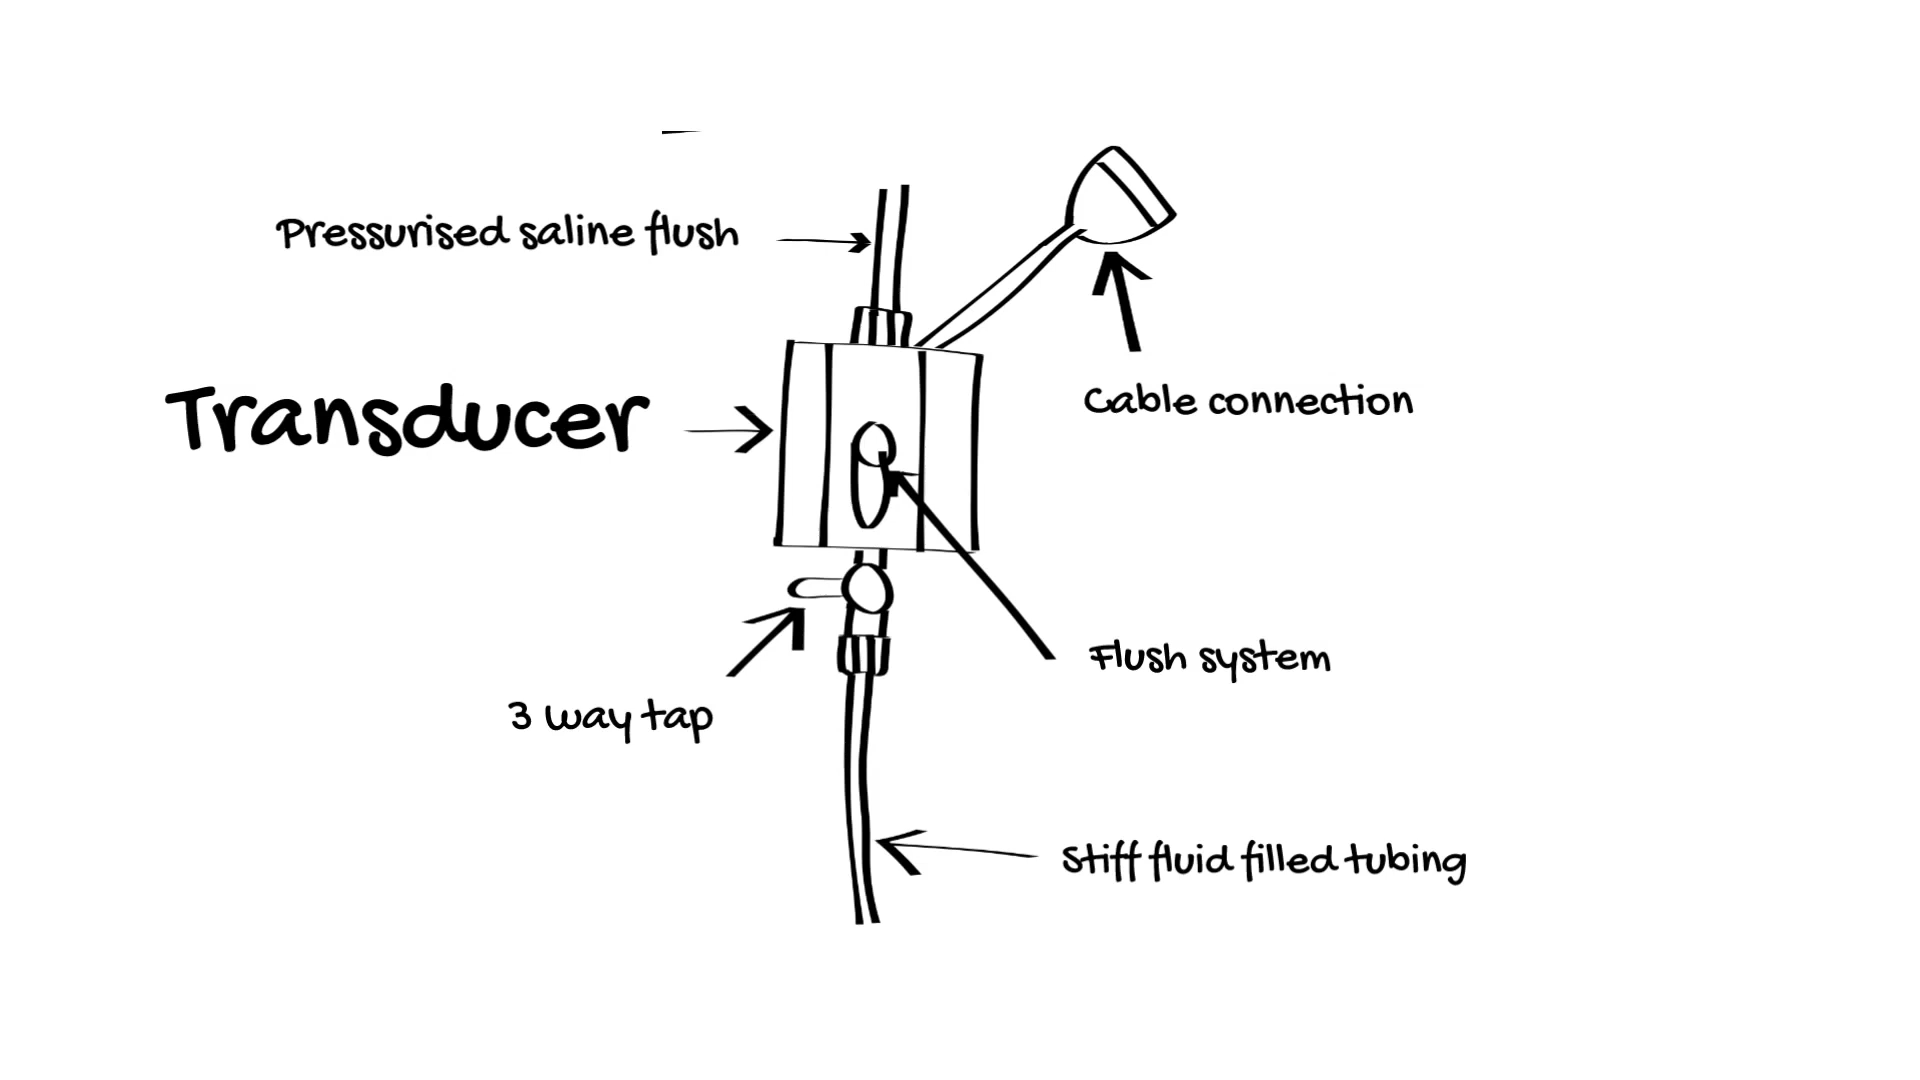 Pressurised saline flush
Transducer
Cable connection
Flush system
3 way tap
Stiff fluid filled tubing